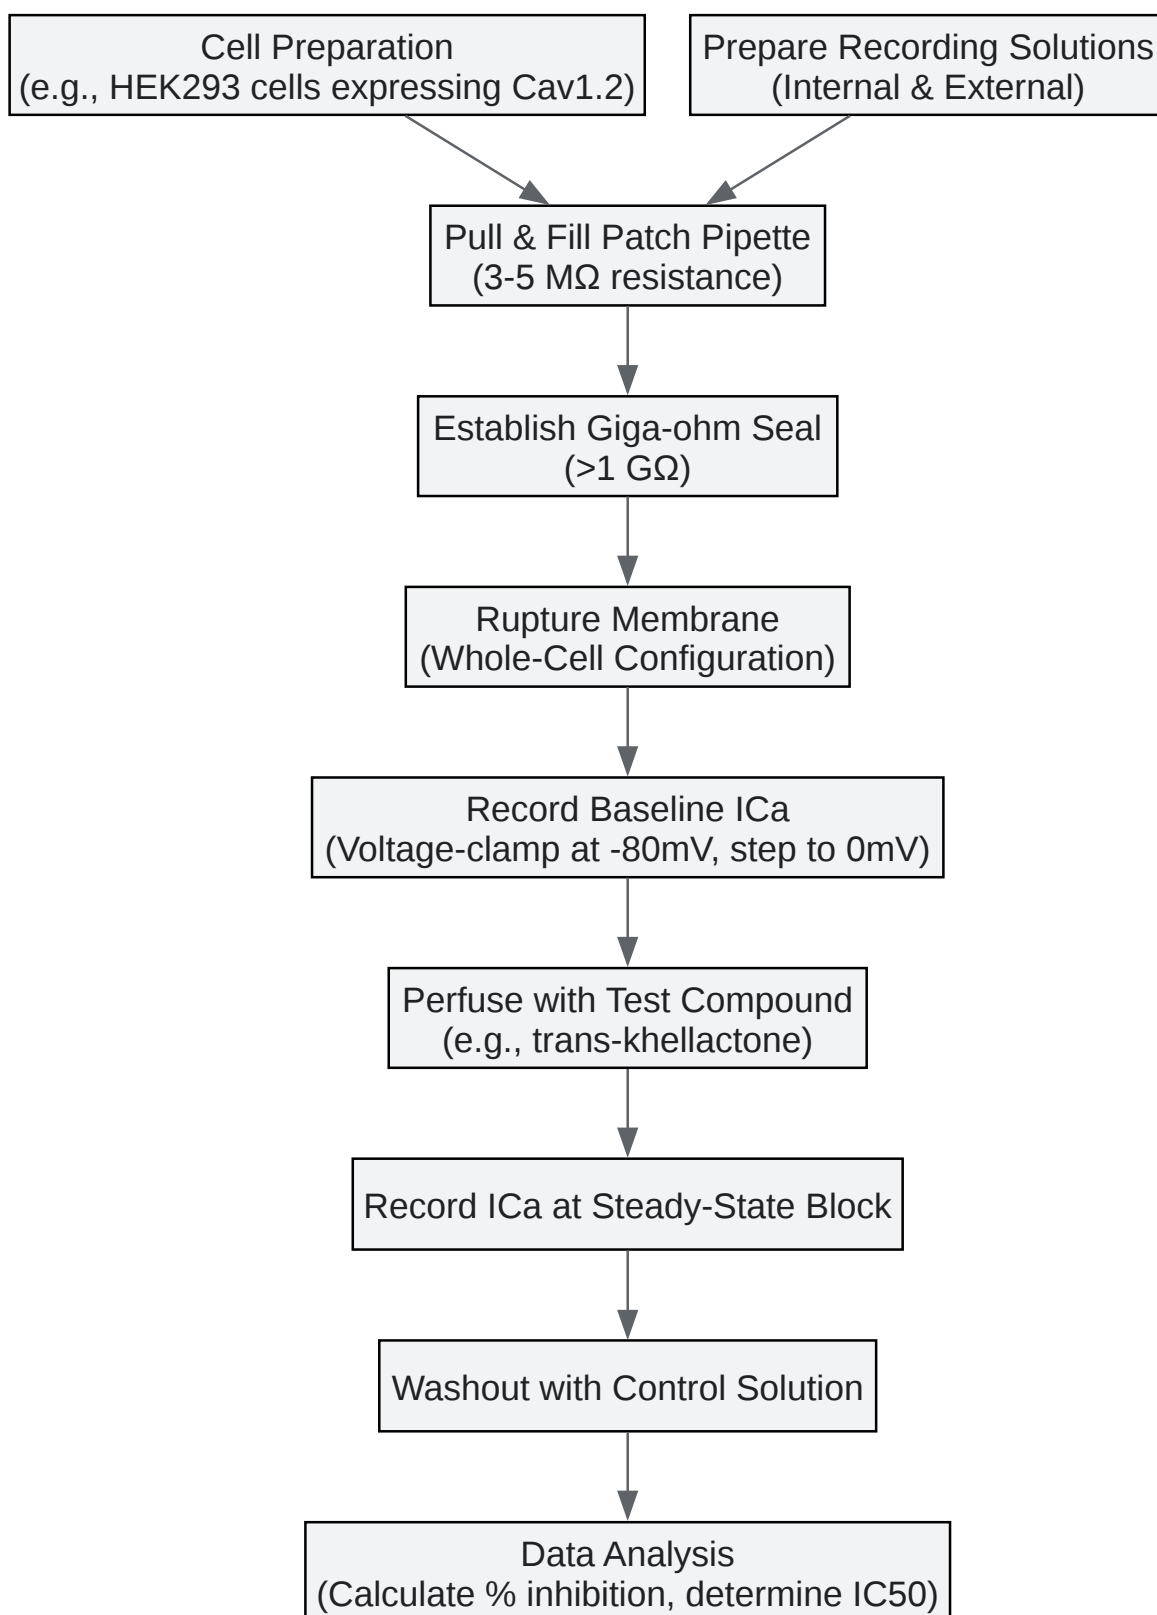 Cell Preparation
(e.g., HEK293 cells expressing Cav1.2)
Prepare Recording Solutions
(Internal & External)
Pull & Fill Patch Pipette
(3-5 MΩ resistance)
Establish Giga-ohm Seal
(>1 GΩ)
Rupture Membrane
(Whole-Cell Configuration)
Record Baseline ICa
(Voltage-clamp at -80mV, step to 0mV)
Perfuse with Test Compound
(e.g., trans-khellactone)
Record ICa at Steady-State Block
Washout with Control Solution
Data Analysis
(Calculate % inhibition, determine IC50)